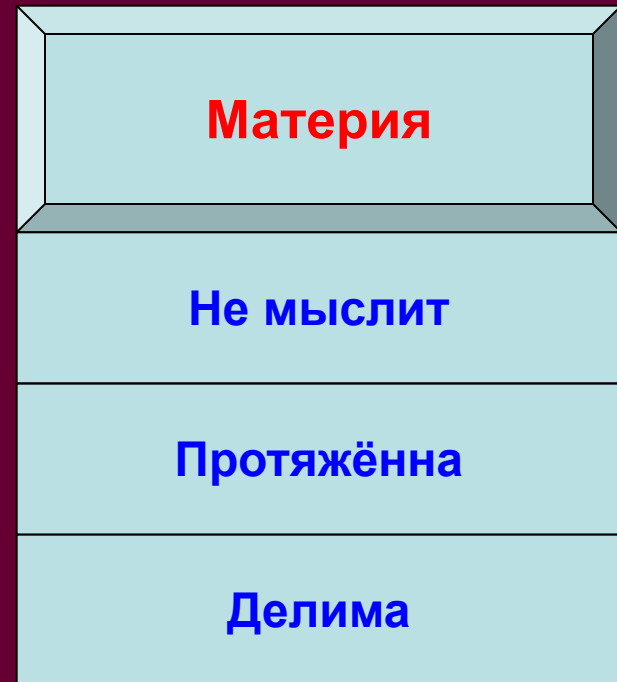 Материя
Не мыслит
Протяжённа
Делима